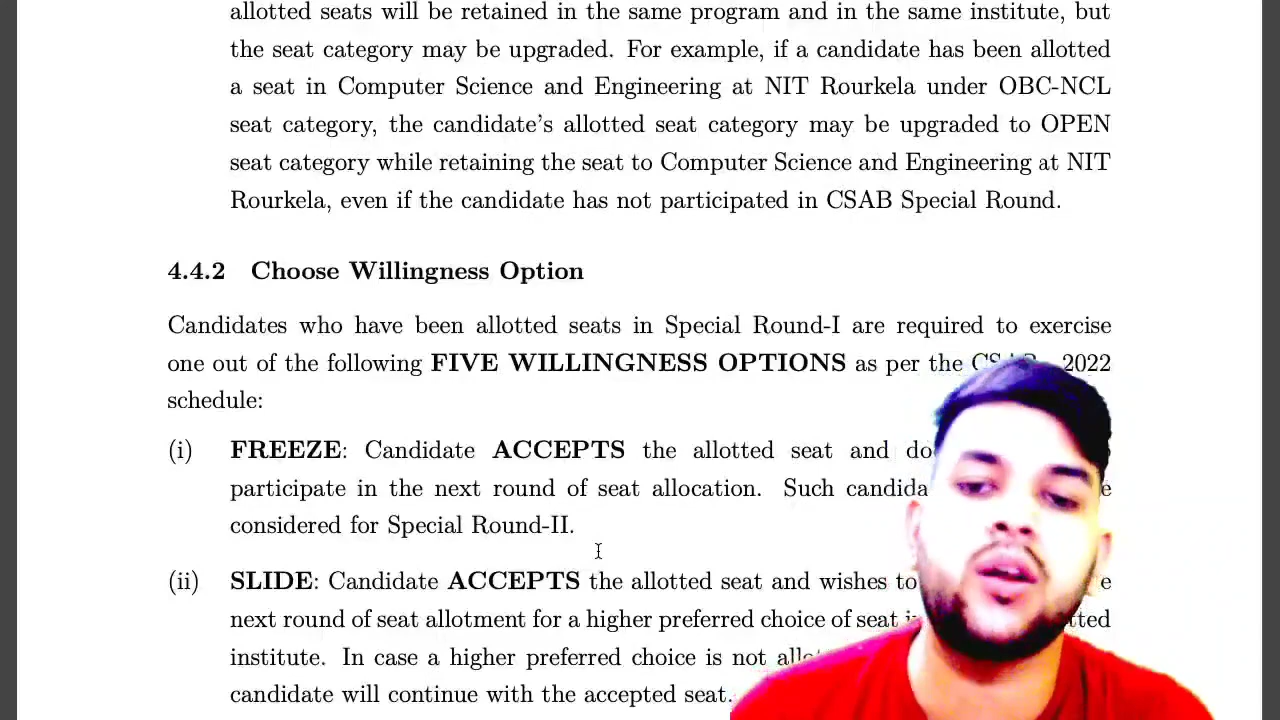 allotted seats will be retained in the same program and in the same institute, but
the seat category may be upgraded. For example, if a candidate has been allotted
a seat in Computer Science and Engineering at NIT Rourkela under OBC-NCL
seat category, the candidate's allotted seat category may be upgraded to OPEN
seat category while retaining the seat to Computer Science and Engineering at NIT
Rourkela, even if the candidate has not participated in CSAB Special Round.
4.4.2 Choose Willingness Option
Candidates who have been allotted seats in Special Round-I are required to exercise
one out of the following FIVE WILLINGNESS OPTIONS as per the 2022
schedule:
(i) FREEZE: Candidate ACCEPTS the allotted seat and
participate in the next round of seat allocation. Such
considered for Special Round-II.
(ii) SLIDE: Candidate ACCEPTS the allotted seat and wishes to
next round of seat allotment for a higher preferred choice of seat
institute. In case a higher preferred choice is not
candidate will continue with the accepted seat.